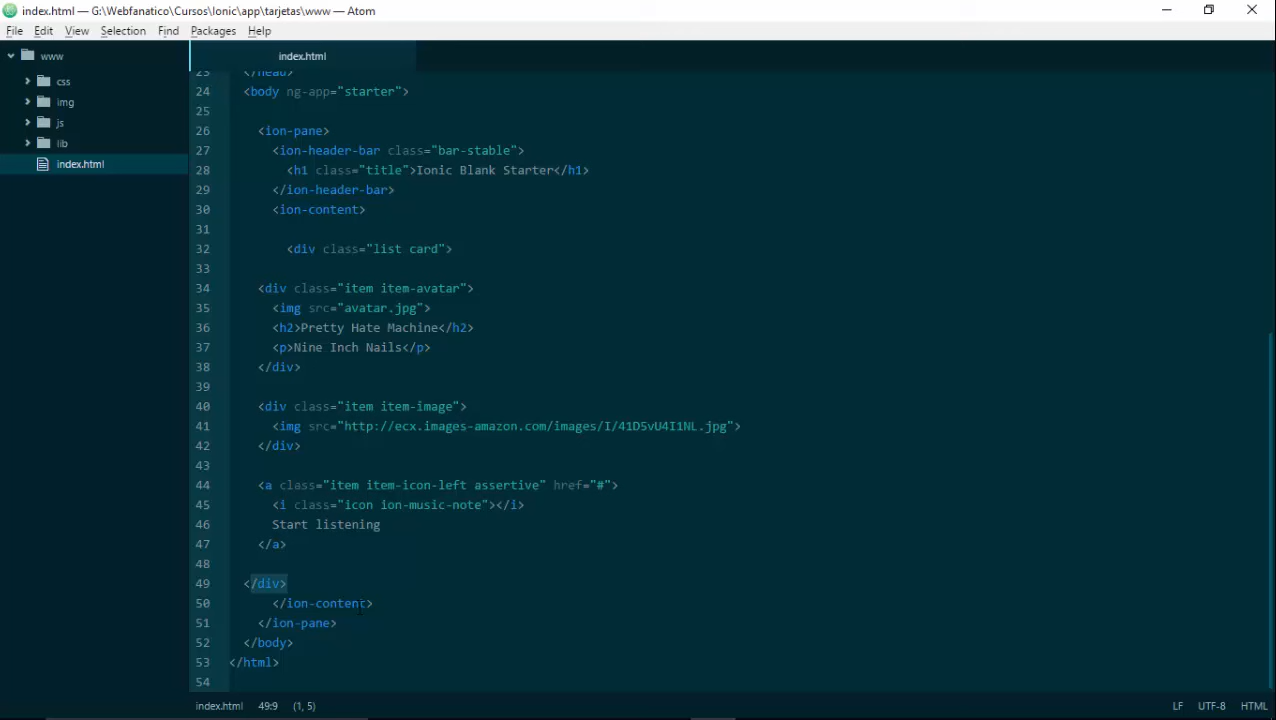 index.html — G:\Webfanatico\Cursos\Ionic\app\tarjetas\www — Atom
File Edit View Selection Find Packages Help
www
css
img
js
lib
index.html
index.html
23 </head>
24 <body ng-app="starter">
25
26 <ion-pane>
27 <ion-header-bar class="bar-stable">
28 <h1 class="title">Ionic Blank Starter</h1>
29 </ion-header-bar>
30 <ion-content>
31
32 <div class="list card">
33
34 <div class="item item-avatar">
35 <img src="avatar.jpg">
36 <h2>Pretty Hate Machine</h2>
37 <p>Nine Inch Nails</p>
38 </div>
39
40 <div class="item item-image">
41 <img src="http://ecx.images-amazon.com/images/I/41D5vU4I1NL.jpg">
42 </div>
43
44 <a class="item item-icon-left assertive" href="#">
45 <i class="icon ion-music-note"></i>
46 Start listening
47 </a>
48
49 </div>
50 </ion-content>
51 </ion-pane>
52 </body>
53 </html>
54
index.html 49:9 (1, 5) LF UTF-8 HTML